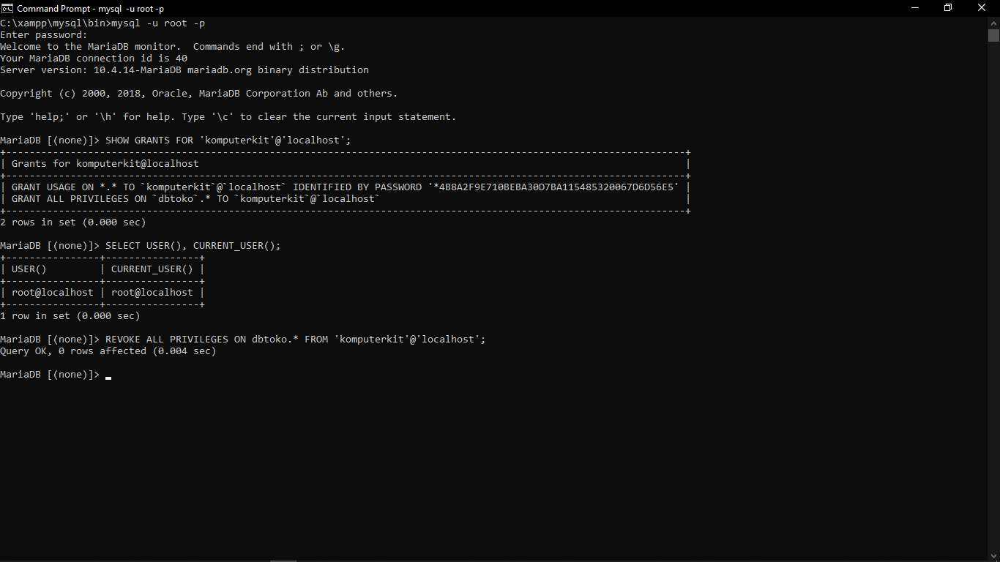 Command Prompt - mysql  -u root -p
C:\xampp\mysql\bin>mysql -u root -p
Enter password:
Welcome to the MariaDB monitor.  Commands end with ; or \g.
Your MariaDB connection id is 40
Server version: 10.4.14-MariaDB mariadb.org binary distribution

Copyright (c) 2000, 2018, Oracle, MariaDB Corporation Ab and others.

Type 'help;' or '\h' for help. Type '\c' to clear the current input statement.

MariaDB [(none)]> SHOW GRANTS FOR 'komputerkit'@'localhost';
+--------------------------------------------------------------------------------------------------------------------+
| Grants for komputerkit@localhost                                                                                   |
+--------------------------------------------------------------------------------------------------------------------+
| GRANT USAGE ON *.* TO `komputerkit`@`localhost` IDENTIFIED BY PASSWORD '*4B8A2F9E710BEBA30D7BA115485320067D6D56E5' |
| GRANT ALL PRIVILEGES ON `dbtoko`.* TO `komputerkit`@`localhost`                                                    |
+--------------------------------------------------------------------------------------------------------------------+
2 rows in set (0.000 sec)

MariaDB [(none)]> SELECT USER(), CURRENT_USER();
+----------------+----------------+
| USER()         | CURRENT_USER() |
+----------------+----------------+
| root@localhost | root@localhost |
+----------------+----------------+
1 row in set (0.000 sec)

MariaDB [(none)]> REVOKE ALL PRIVILEGES ON dbtoko.* FROM 'komputerkit'@'localhost';
Query OK, 0 rows affected (0.004 sec)

MariaDB [(none)]> _